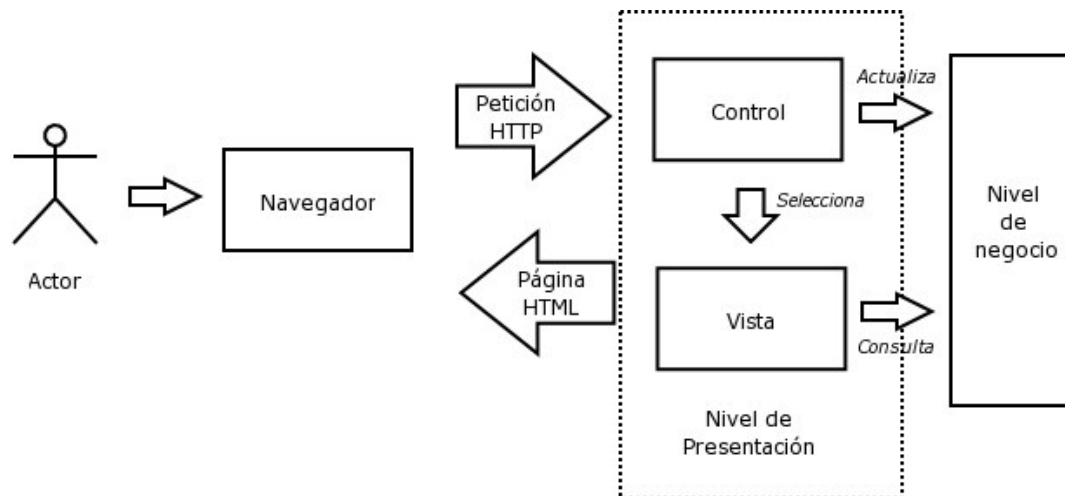 Actor
Navegador
Petición
HTTP
Página
HTML
Control
Selecciona
Vista
Nivel de
Presentación
Actualiza
Consulta
Nivel
de
negocio